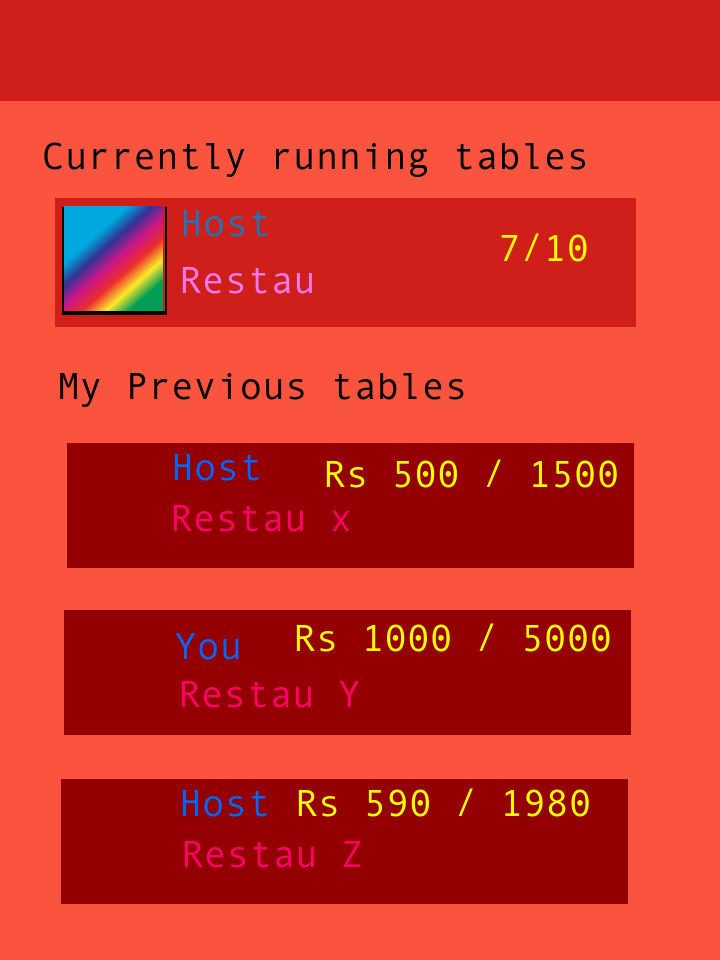 Currently running tables
Host
7/10
Restau
My Previous tables
Host Rs 500 / 1500
Restau x
You Rs 1000 / 5000
Restau Y
Host Rs 590 / 1980
Restau Z